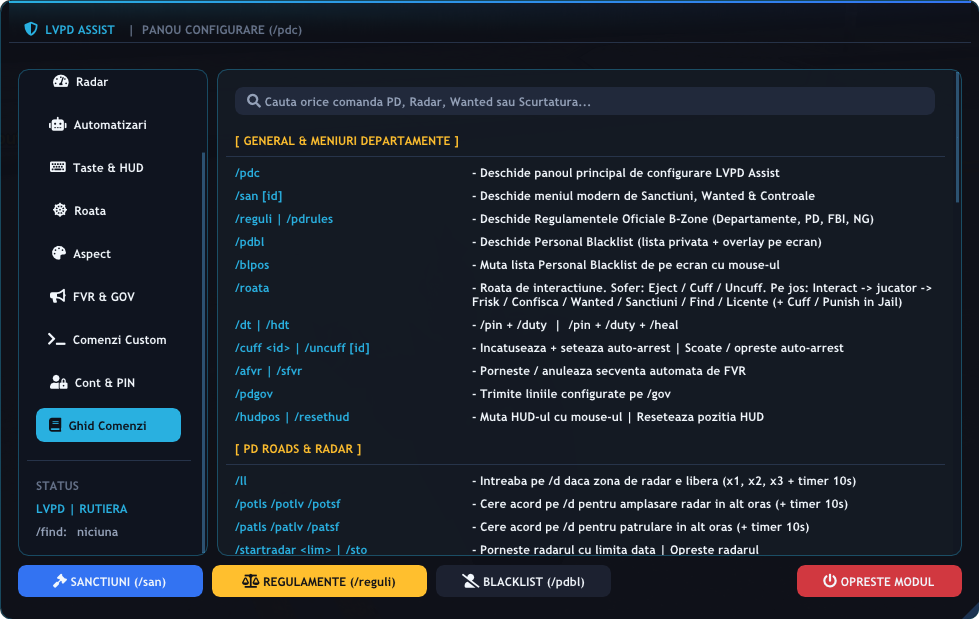 LVPD ASSIST | PANOU CONFIGURARE (/pdc)
Radar
Automatizari
Taste & HUD
Roata
Aspect
FVR & GOV
Comenzi Custom
Cont & PIN
Ghid Comenzi
STATUS
LVPD | RUTIERA
/find: niciuna
Cauta orice comanda PD, Radar, Wanted sau Scurtatura...
[ GENERAL & MENIURI DEPARTAMENTE ]
/pdc - Deschide panoul principal de configurare LVPD Assist
/san [id] - Deschide meniul modern de Sanctiuni, Wanted & Controale
/reguli | /pdrules - Deschide Regulamentele Oficiale B-Zone (Departamente, PD, FBI, NG)
/pdbl - Deschide Personal Blacklist (lista privata + overlay pe ecran)
/blpos - Muta lista Personal Blacklist de pe ecran cu mouse-ul
/roata - Roata de interactiune. Sofer: Eject / Cuff / Uncuff. Pe jos: Interact -> jucator ->
Frisk / Confisca / Wanted / Sanctiuni / Find / Licente (+ Cuff / Punish in Jail)
/dt | /hdt - /pin + /duty | /pin + /duty + /heal
/cuff <id> | /uncuff [id] - Incatuseaza + seteaza auto-arrest | Scoate / opreste auto-arrest
/afvr | /sfvr - Porneste / anuleaza secventa automata de FVR
/pdgov - Trimite liniile configurate pe /gov
/hudpos | /resethud - Muta HUD-ul cu mouse-ul | Reseteaza pozitia HUD
[ PD ROADS & RADAR ]
/ll - Intreaba pe /d daca zona de radar e libera (x1, x2, x3 + timer 10s)
/potls /potlv /potsf - Cere acord pe /d pentru amplasare radar in alt oras (+ timer 10s)
/patls /patlv /patsf - Cere acord pe /d pentru patrulare in alt oras (+ timer 10s)
/startradar <lim> | /sto - Porneste radarul cu limita data | Opreste radarul
SANCTIUNI (/san)
REGULAMENTE (/reguli)
BLACKLIST (/pdbl)
OPRESTE MODUL